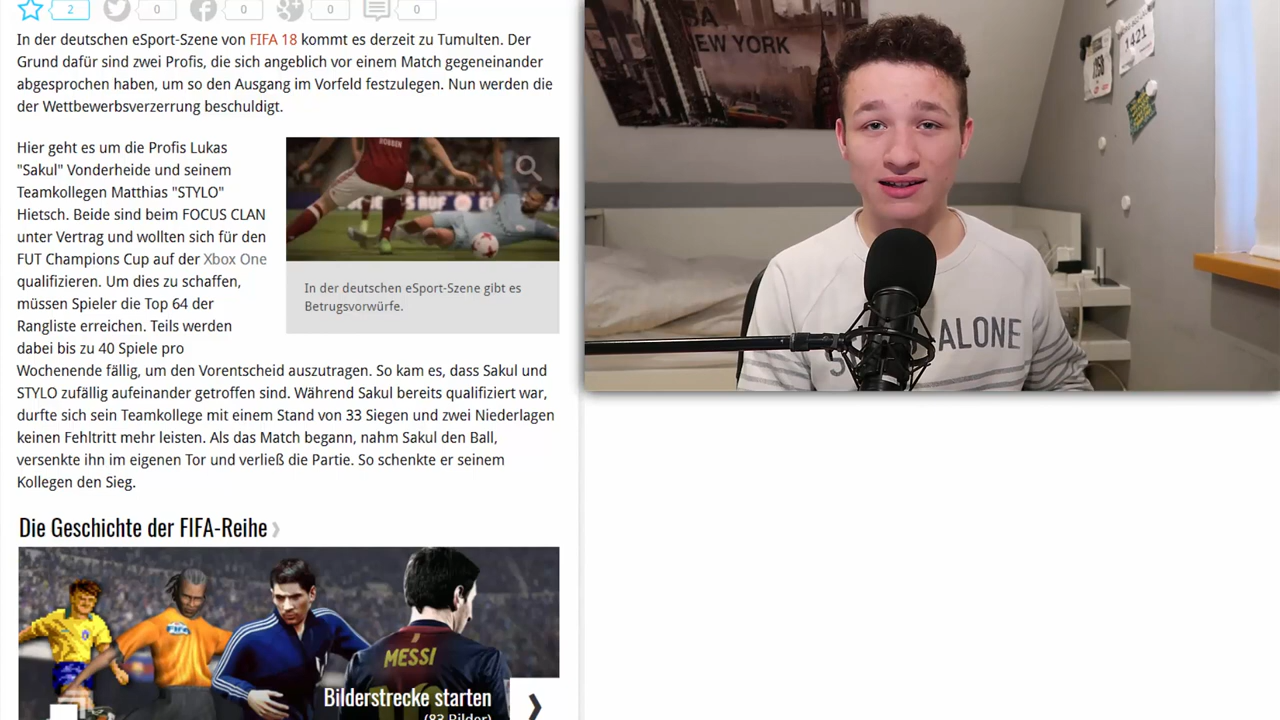 2
0
0
0
0
In der deutschen eSport-Szene von FIFA 18 kommt es derzeit zu Tumulten. Der
Grund dafür sind zwei Profis, die sich angeblich vor einem Match gegeneinander
abgesprochen haben, um so den Ausgang im Vorfeld festzulegen. Nun werden die
der Wettbewerbsverzerrung beschuldigt.
Hier geht es um die Profis Lukas
"Sakul" Vonderheide und seinem
Teamkollegen Matthias "STYLO"
Hietsch. Beide sind beim FOCUS CLAN
unter Vertrag und wollten sich für den
FUT Champions Cup auf der Xbox One
qualifizieren. Um dies zu schaffen,
müssen Spieler die Top 64 der
Rangliste erreichen. Teils werden
dabei bis zu 40 Spiele pro
Wochenende fällig, um den Vorentscheid auszutragen. So kam es, dass Sakul und
STYLO zufällig aufeinander getroffen sind. Während Sakul bereits qualifiziert war,
durfte sich sein Teamkollege mit einem Stand von 33 Siegen und zwei Niederlagen
keinen Fehltritt mehr leisten. Als das Match begann, nahm Sakul den Ball,
versenkte ihn im eigenen Tor und verließ die Partie. So schenkte er seinem
Kollegen den Sieg.
ROBBEN
In der deutschen eSport-Szene gibt es
Betrugsvorwürfe.
Die Geschichte der FIFA-Reihe
FIFA
MESSI
Bilderstrecke starten
(83 Bilder)
NEW YORK
1421
ALONE